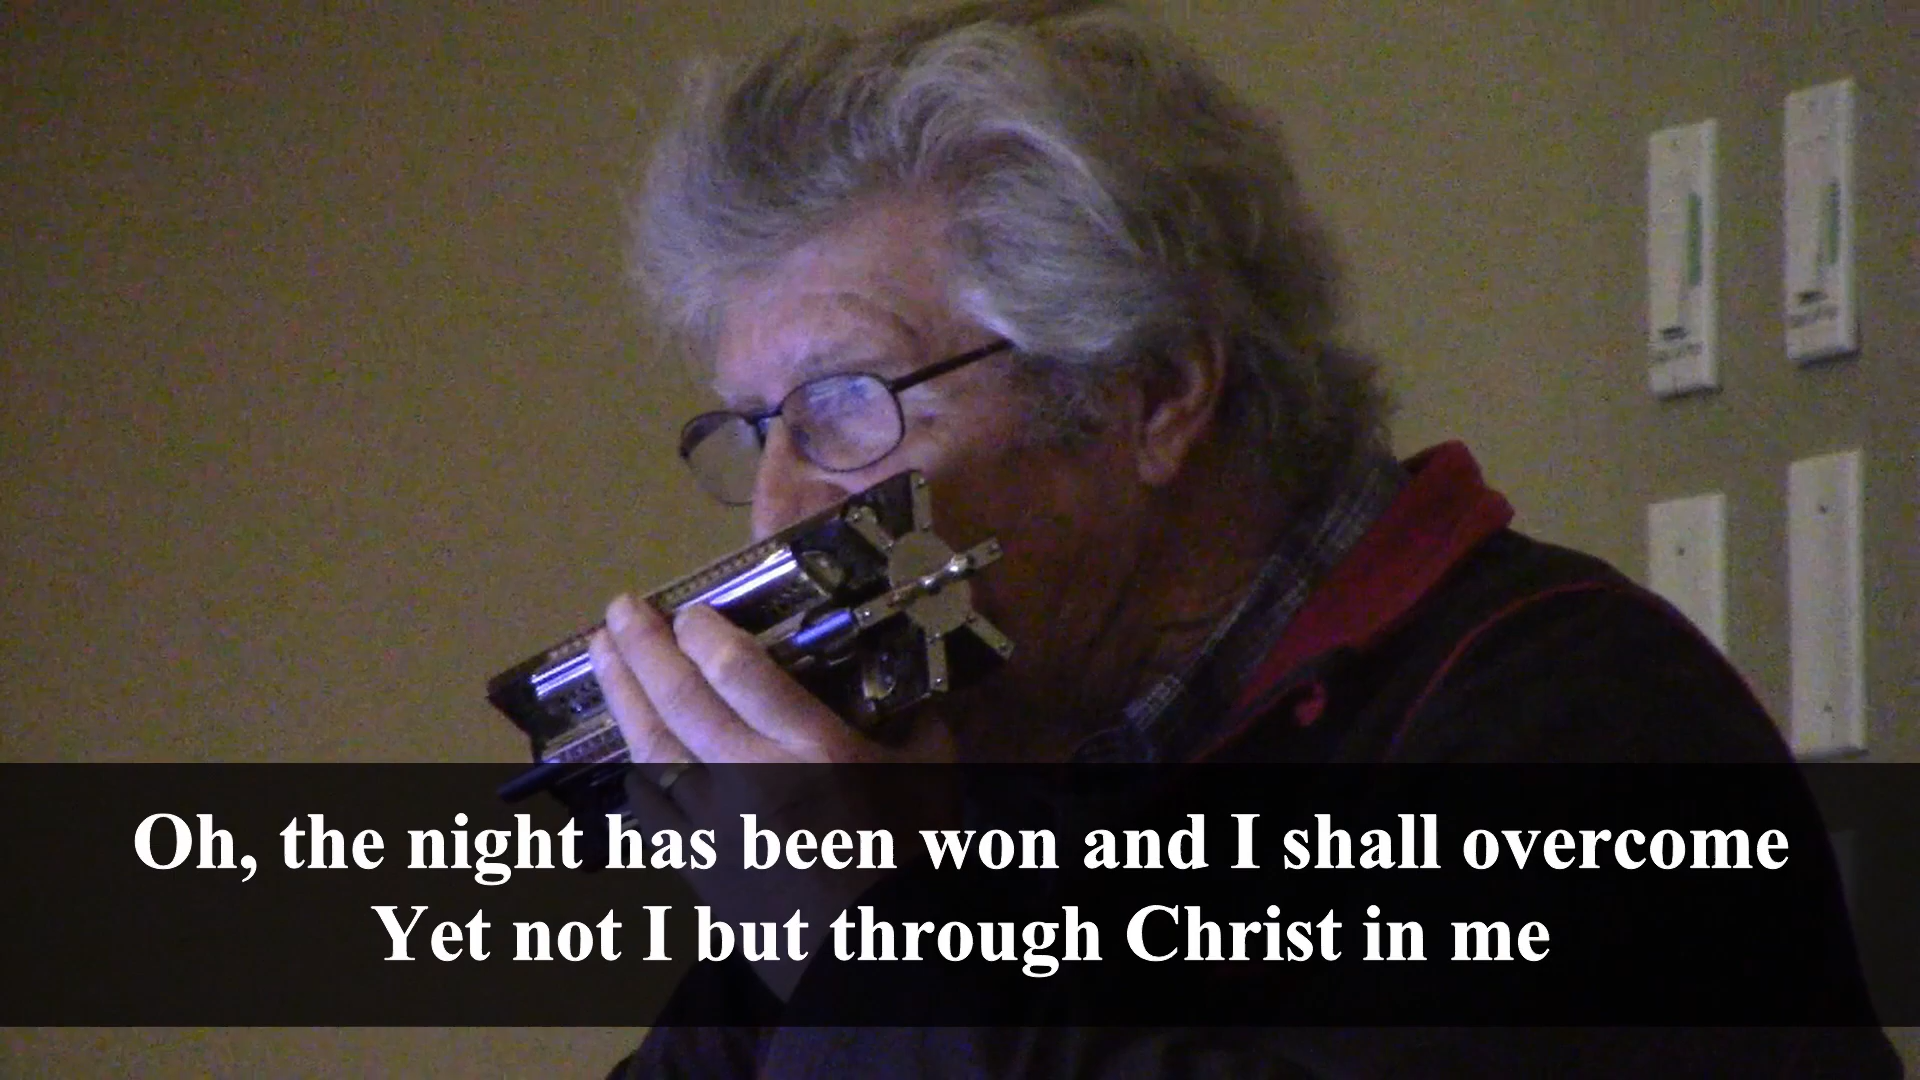 Oh, the night has been won and I shall overcome
Yet not I but through Christ in me